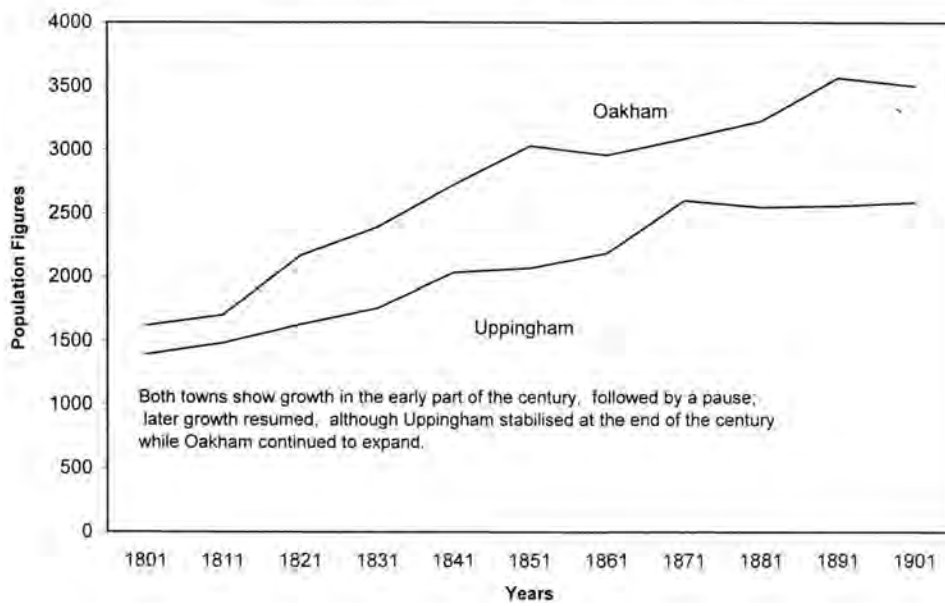 4000
3500
3000
2500
2000
1500
1000
500
0
Population Figures
Oakham
Uppingham
Both towns show growth in the early part of the century, followed by a pause;
later growth resumed, although Uppingham stabilised at the end of the century
while Oakham continued to expand.
1801 1811 1821 1831 1841 1851 1861 1871 1881 1891 1901
Years